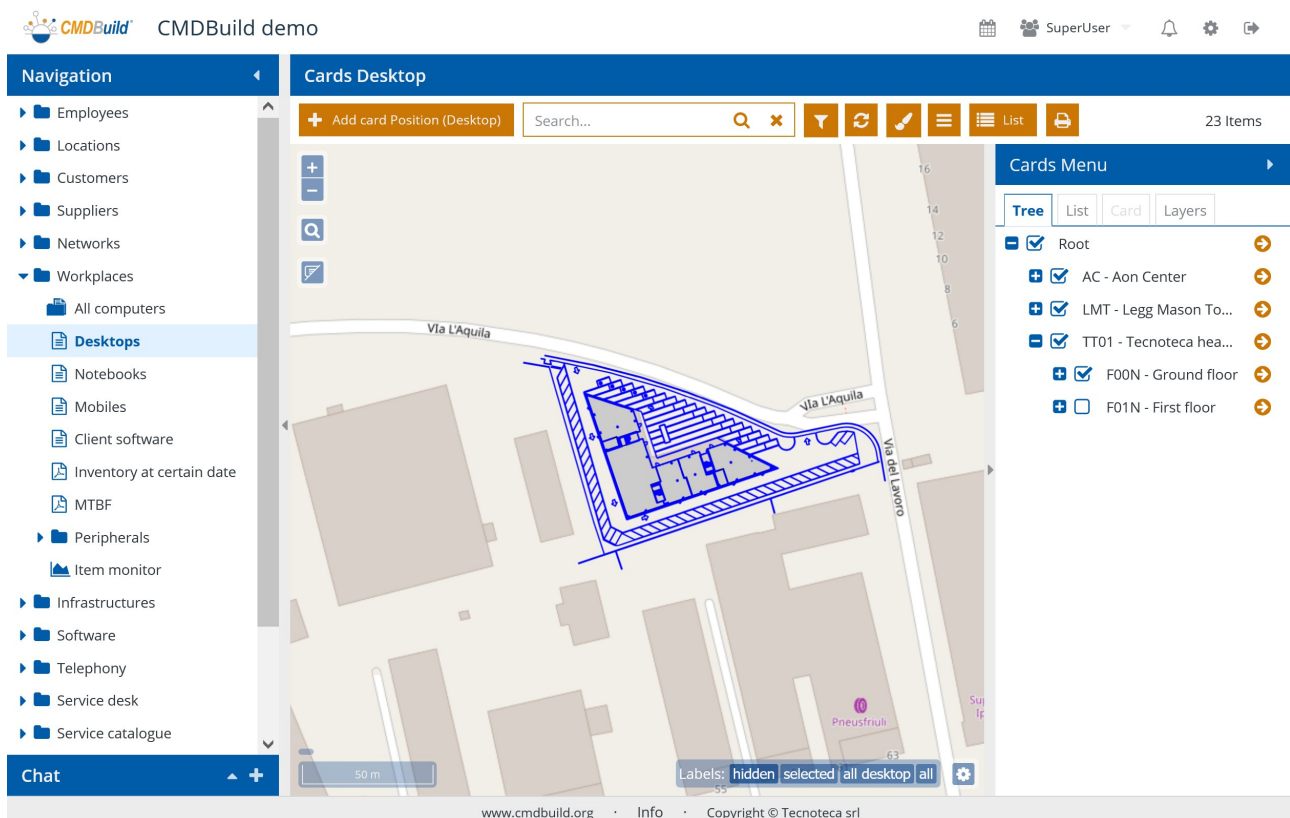 CMDBuild CMDBuild demo
SuperUser
Navigation
Employees
Locations
Customers
Suppliers
Networks
Workplaces
All computers
Desktops
Notebooks
Mobiles
Client software
Inventory at certain date
MTBF
Peripherals
Item monitor
Infrastructures
Software
Telephony
Service desk
Service catalogue
Chat
Cards Desktop
Add card Position (Desktop)
Search...
List
23 Items
16
14
12
10
8
6
VIa L'Aquila
VIa L'Aquila
Via del Lavoro
Pneusfriuli
63
55
50 m
Labels: hidden selected all desktop all
Cards Menu
Tree List Card Layers
Root
AC - Aon Center
LMT - Legg Mason To...
TT01 - Tecnoteca hea...
F00N - Ground floor
F01N - First floor
www.cmdbuild.org · Info · Copyright © Tecnoteca srl